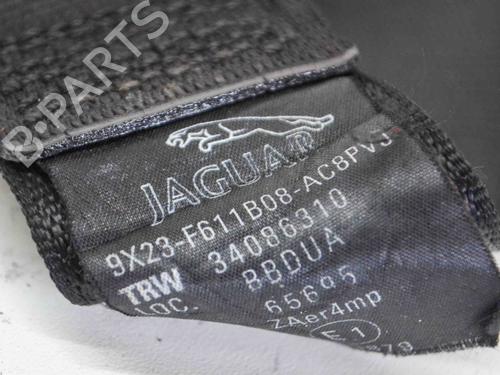 B-PARTS
JAGUAR
9X23-F611B08-AC8PVJ
TRW 34086310
LOC. BBDUA
65695
ZAer4mp
E1